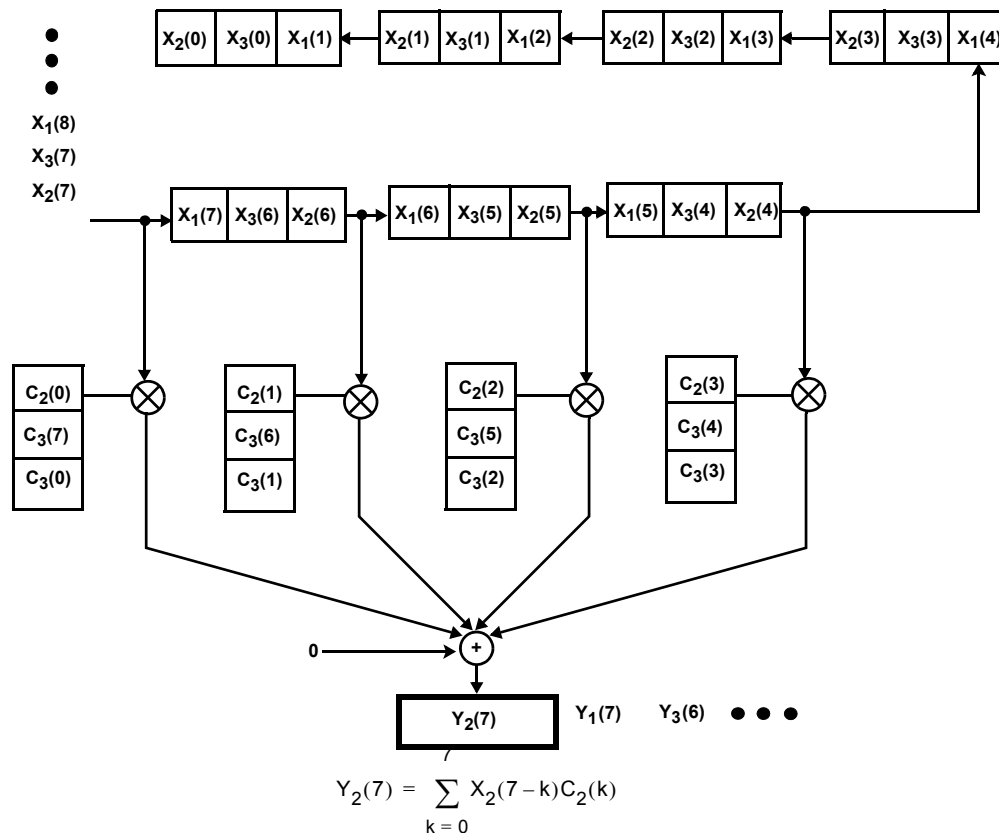 X₂(0) X₃(0) X₁(1) X₂(1) X₃(1) X₁(2) X₂(2) X₃(2) X₁(3) X₂(3) X₃(3) X₁(4)
X₁(8)
X₃(7)
X₂(7)
X₁(7) X₃(6) X₂(6) X₁(6) X₃(5) X₂(5) X₁(5) X₃(4) X₂(4)
C₂(0) C₂(1) C₂(2) C₂(3)
C₃(7) C₃(6) C₃(5) C₃(4)
C₃(0) C₃(1) C₃(2) C₃(3)
+
0
Y₂(7) Y₁(7) Y₃(6)
7
Y₂(7) = ∑ X₂(7 – k)C₂(k)
k = 0